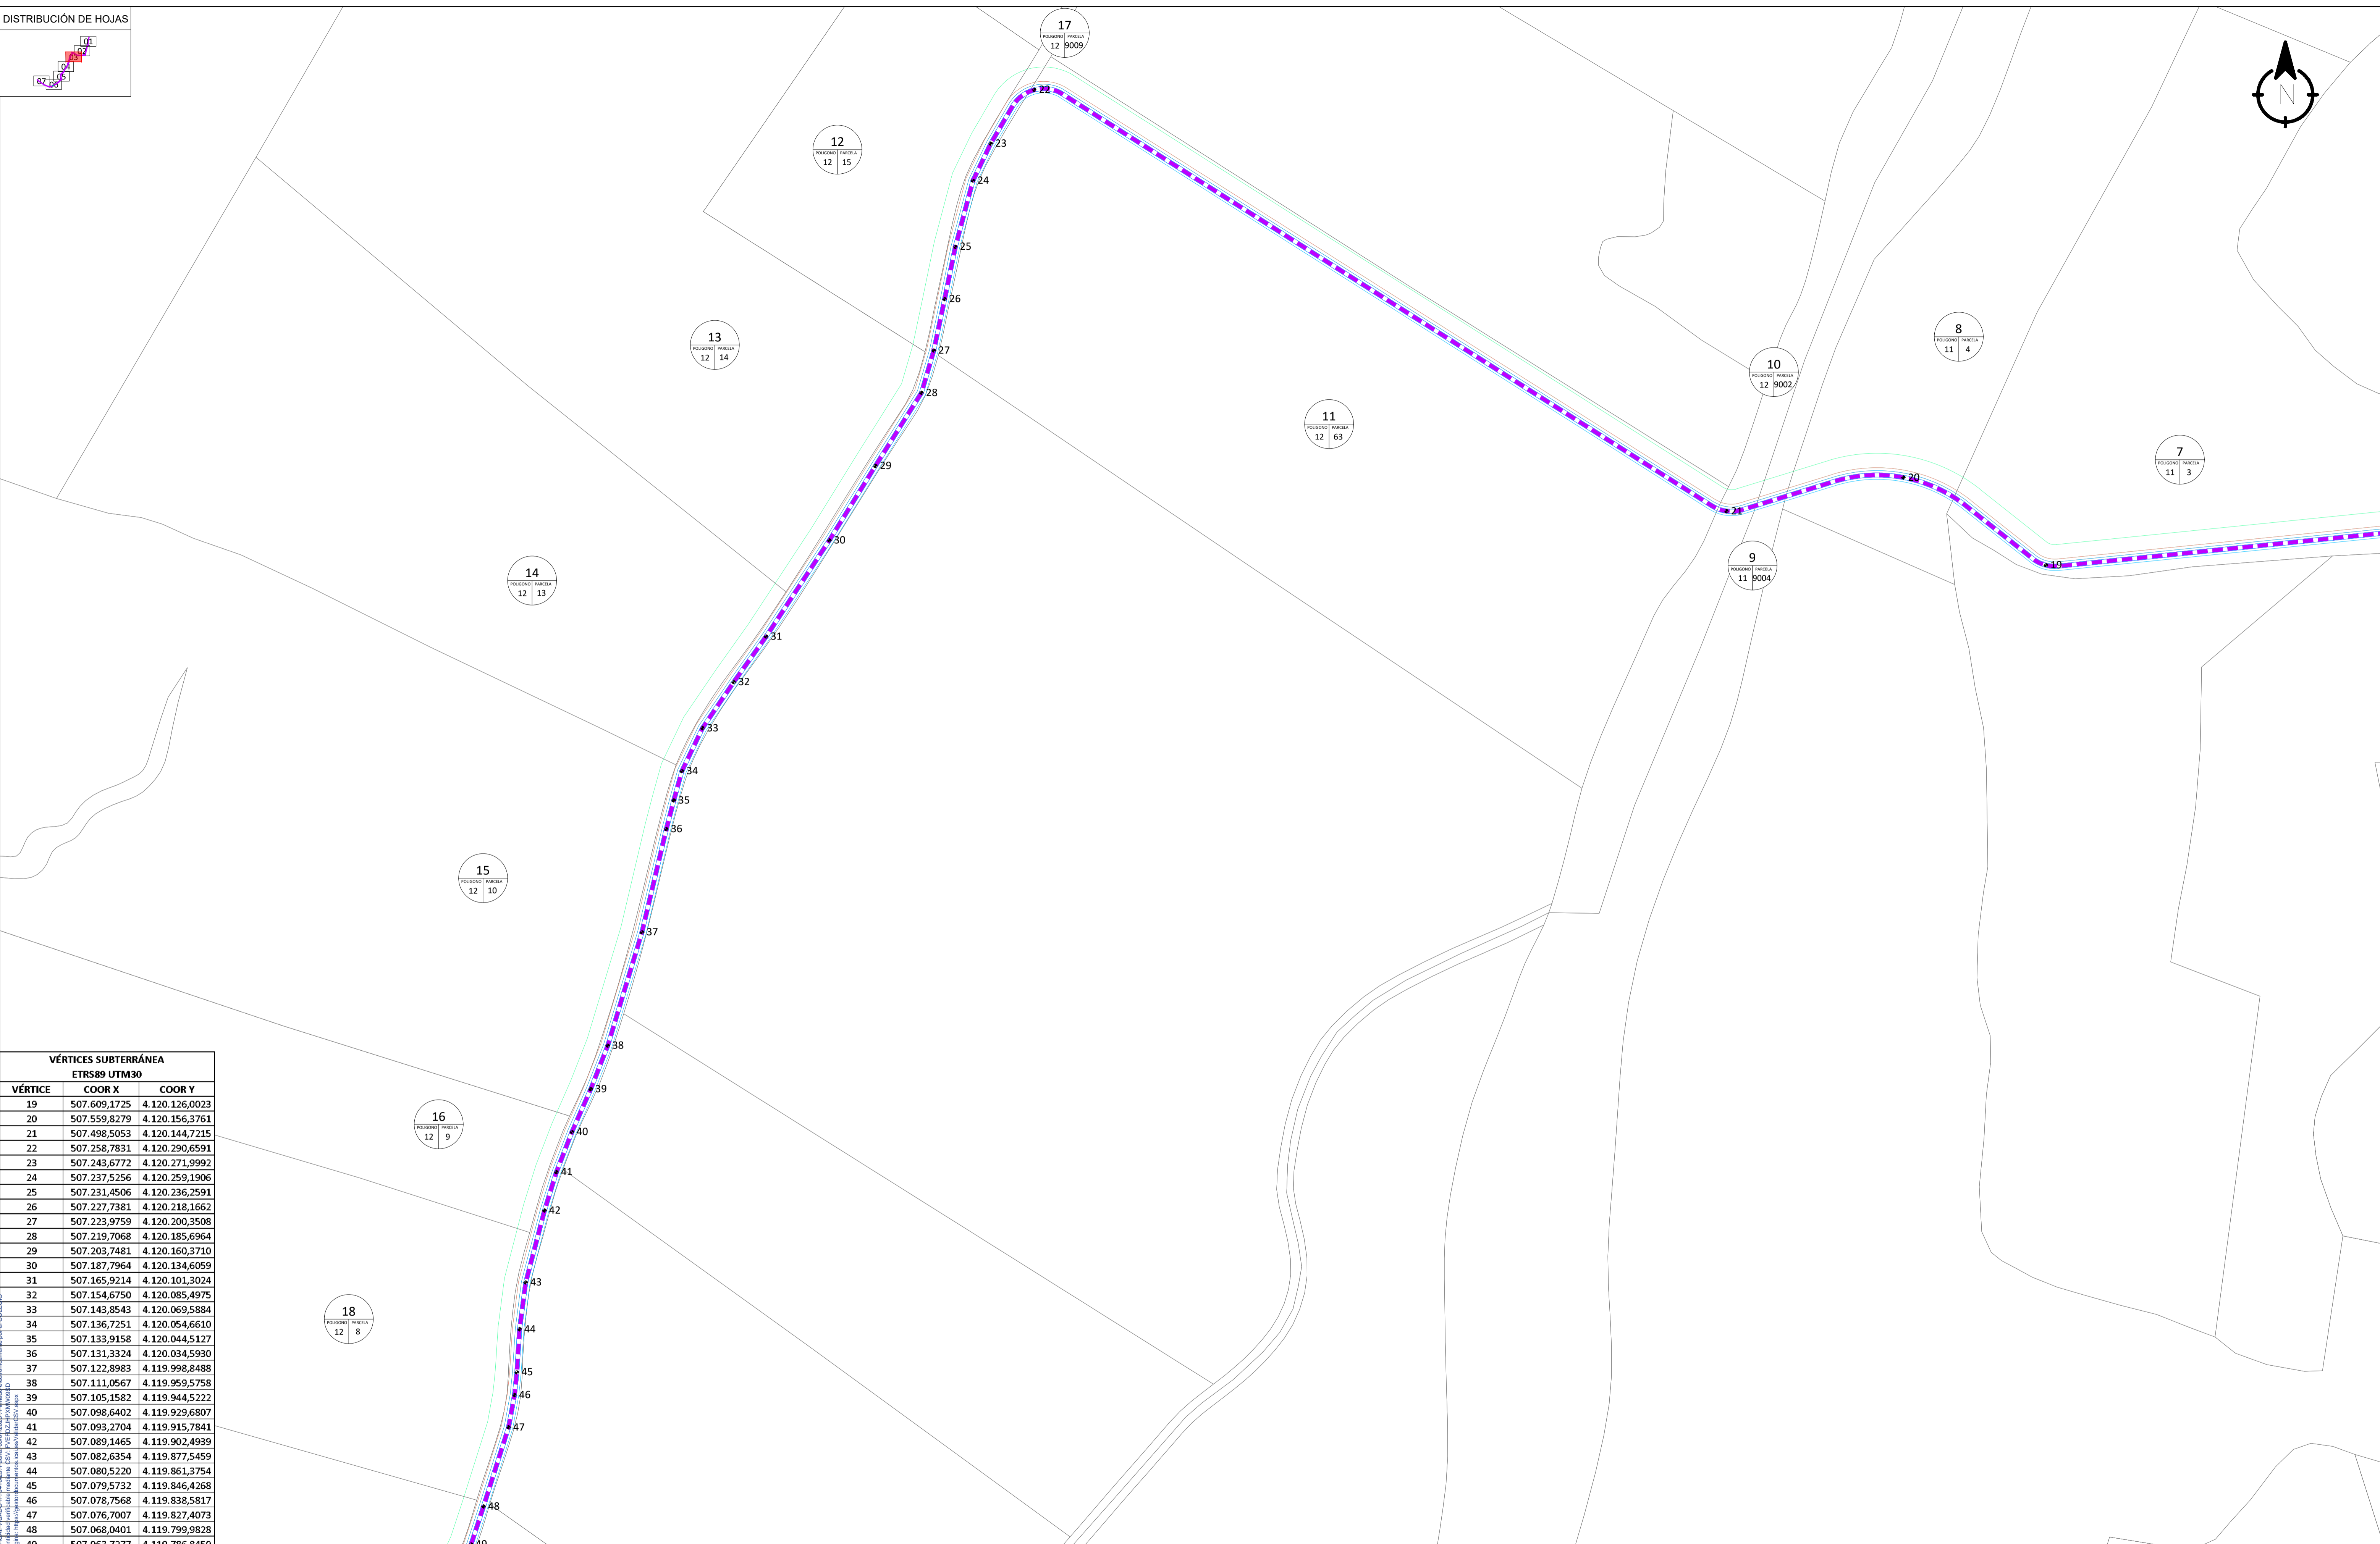 DISTRIBUCIÓN DE HOJAS
01
02
03
04
05
07
06
17
POLIGONO PARCELA
12 9009
N
22
12
POLIGONO PARCELA
12 15
23
24
25
26
13
POLIGONO PARCELA
12 14
27
28
8
POLIGONO PARCELA
11 4
10
POLIGONO PARCELA
12 9002
11
POLIGONO PARCELA
12 63
7
POLIGONO PARCELA
11 3
29
20
21
30
9
POLIGONO PARCELA
11 9004
19
14
POLIGONO PARCELA
12 13
31
32
33
34
35
36
15
POLIGONO PARCELA
12 10
37
38
39
16
POLIGONO PARCELA
12 9
40
41
42
43
18
POLIGONO PARCELA
12 8
44
45
46
47
48
49
VÉRTICES SUBTERRÁNEA
ETRS89 UTM30
VÉRTICE COOR X COOR Y
19 507.609,1725 4.120.126,0023
20 507.559,8279 4.120.156,3761
21 507.498,5053 4.120.144,7215
22 507.258,7831 4.120.290,6591
23 507.243,6772 4.120.271,9992
24 507.237,5256 4.120.259,1906
25 507.231,4506 4.120.236,2591
26 507.227,7381 4.120.218,1662
27 507.223,9759 4.120.200,3508
28 507.219,7068 4.120.185,6964
29 507.203,7481 4.120.160,3710
30 507.187,7964 4.120.134,6059
31 507.165,9214 4.120.101,3024
32 507.154,6750 4.120.085,4975
33 507.143,8543 4.120.069,5884
34 507.136,7251 4.120.054,6610
35 507.133,9158 4.120.044,5127
36 507.131,3324 4.120.034,5930
37 507.122,8983 4.119.998,8488
38 507.111,0567 4.119.959,5758
39 507.105,1582 4.119.944,5222
40 507.098,6402 4.119.929,6807
41 507.093,2704 4.119.915,7841
42 507.089,1465 4.119.902,4939
43 507.082,6354 4.119.877,5459
44 507.080,5220 4.119.861,3754
45 507.079,5732 4.119.846,4268
46 507.078,7568 4.119.838,5817
47 507.076,7007 4.119.827,4073
48 507.068,0401 4.119.799,9828
49 507.063,7277 4.119.786,8450